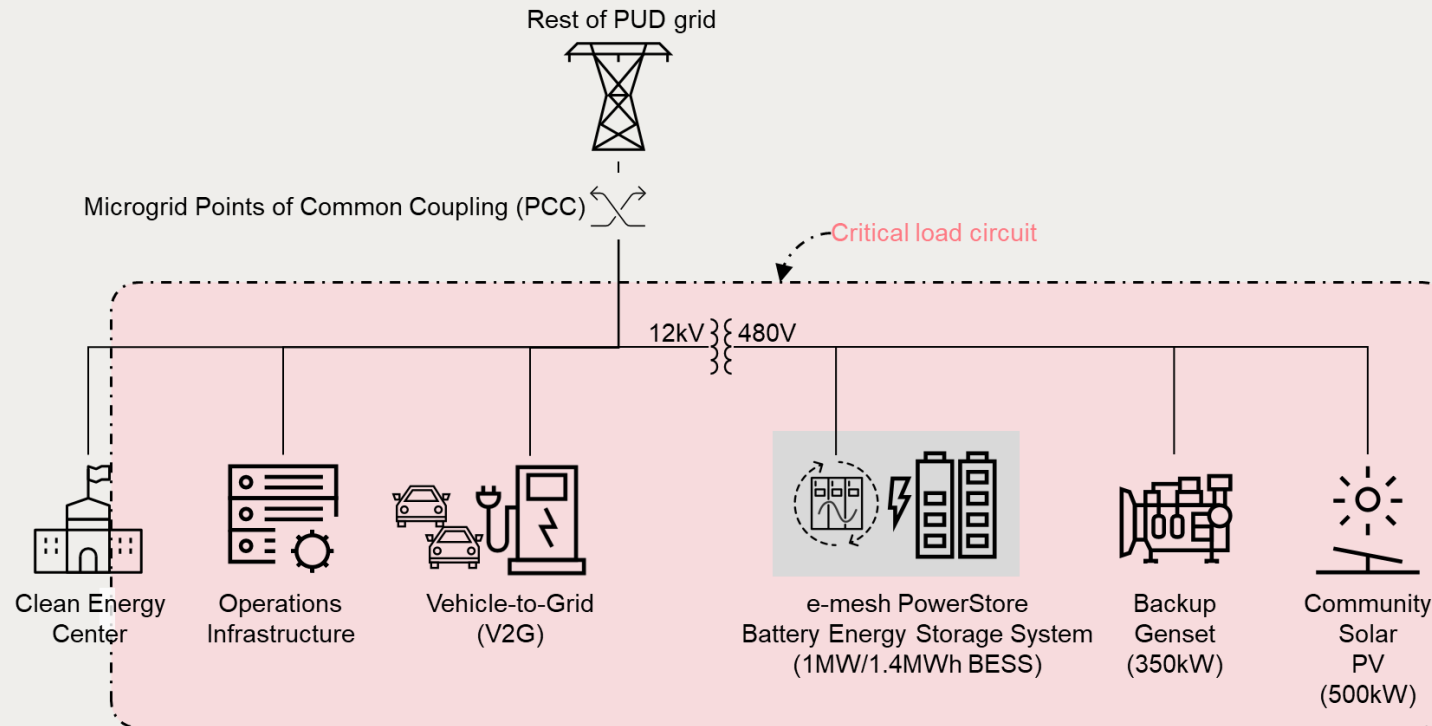 Rest of PUD grid
Microgrid Points of Common Coupling (PCC)
Critical load circuit
12kV 480V
Clean Energy
Center
Operations
Infrastructure
Vehicle-to-Grid
(V2G)
e-mesh PowerStore
Battery Energy Storage System
(1MW/1.4MWh BESS)
Backup
Genset
(350kW)
Community
Solar
PV
(500kW)